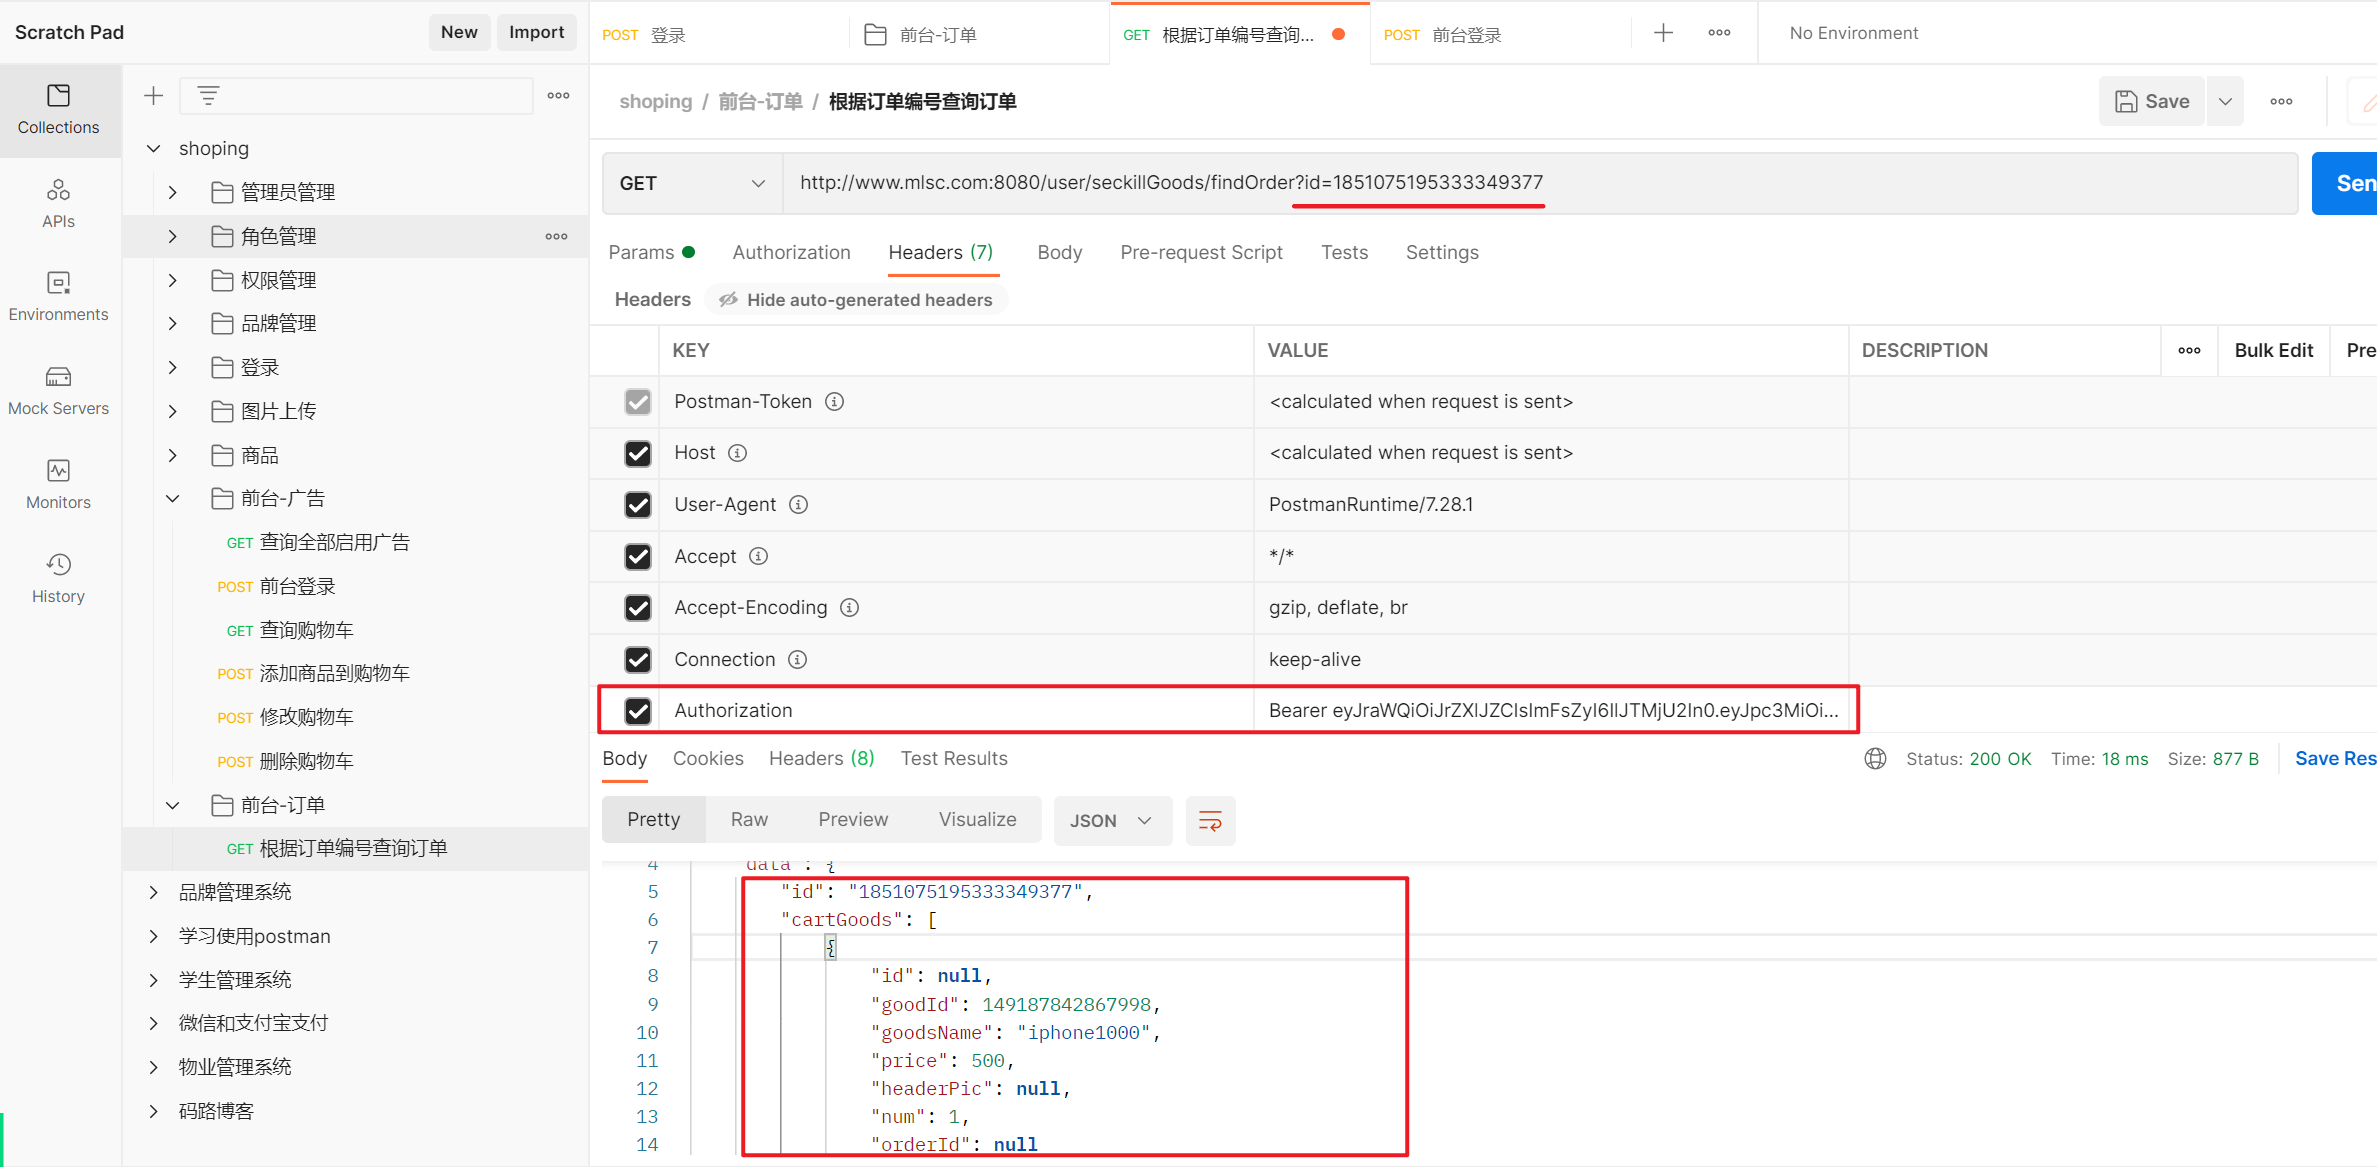 Scratch Pad
New
Import
POST 登录
前台-订单
GET 根据订单编号查询...
POST 前台登录
No Environment
Collections
APIs
Environments
Mock Servers
Monitors
History
shoping
管理员管理
角色管理
权限管理
品牌管理
登录
图片上传
商品
前台-广告
GET 查询全部启用广告
POST 前台登录
GET 查询购物车
POST 添加商品到购物车
POST 修改购物车
POST 删除购物车
前台-订单
GET 根据订单编号查询订单
品牌管理系统
学习使用postman
学生管理系统
微信和支付宝支付
物业管理系统
码路博客
shoping / 前台-订单 / 根据订单编号查询订单
Save
GET
http://www.mlsc.com:8080/user/seckillGoods/findOrder?id=1851075195333349377
Sen
Params
Authorization
Headers (7)
Body
Pre-request Script
Tests
Settings
Headers
Hide auto-generated headers
KEY VALUE DESCRIPTION Bulk Edit Pre
Postman-Token <calculated when request is sent>
Host <calculated when request is sent>
User-Agent PostmanRuntime/7.28.1
Accept */*
Accept-Encoding gzip, deflate, br
Connection keep-alive
Authorization Bearer eyJraWQiOiJrZXlJZCIsImFsZyI6IlJTMjU2In0.eyJpc3MiOi...
Body Cookies Headers (8) Test Results
Status: 200 OK Time: 18 ms Size: 877 B Save Res
Pretty Raw Preview Visualize JSON
4 data : {
5 "id": "1851075195333349377",
6 "cartGoods": [
7 {
8 "id": null,
9 "goodId": 149187842867998,
10 "goodsName": "iphone1000",
11 "price": 500,
12 "headerPic": null,
13 "num": 1,
14 "orderId": null